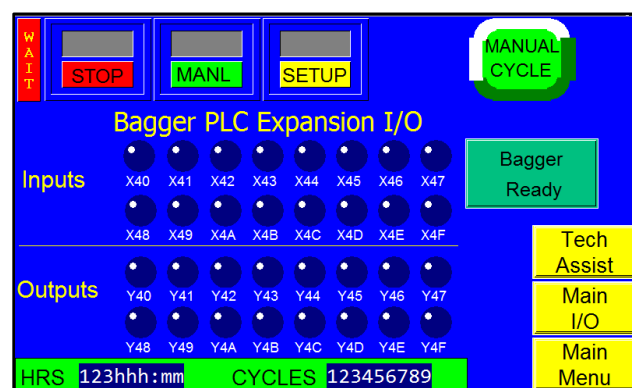 WAIT
STOP MANL SETUP
MANUAL
CYCLE
Bagger PLC Expansion I/O
Inputs
X40 X41 X42 X43 X44 X45 X46 X47
X48 X49 X4A X4B X4C X4D X4E X4F
Bagger
Ready
Outputs
Y40 Y41 Y42 Y43 Y44 Y45 Y46 Y47
Y48 Y49 Y4A Y4B Y4C Y4D Y4E Y4F
Tech
Assist
Main
I/O
Main
Menu
HRS 123hhh:mm CYCLES 123456789